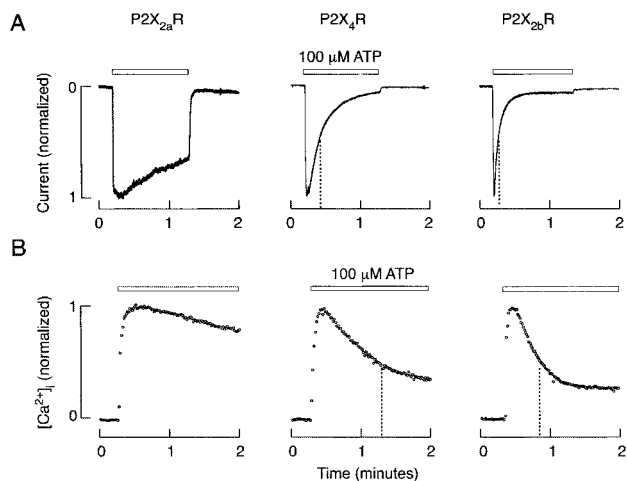 A
P2X2aR
P2X4R
P2X2bR
100 μM ATP
Current (normalized)
0
1
0 1 2
0 1 2
0 1 2
B
100 μM ATP
[Ca2+]i (normalized)
1
0
0 1 2
0 1 2
0 1 2
Time (minutes)